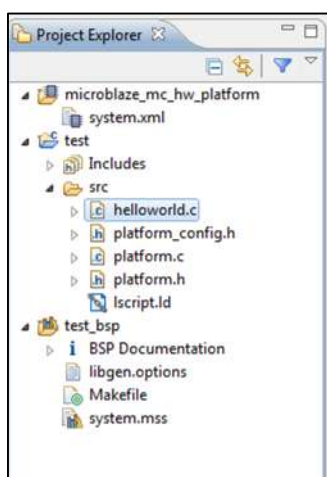 Project Explorer
microblaze_mc_hw_platform
system.xml
test
Includes
src
helloworld.c
platform_config.h
platform.c
platform.h
lscript.ld
test_bsp
BSP Documentation
libgen.options
Makefile
system.mss